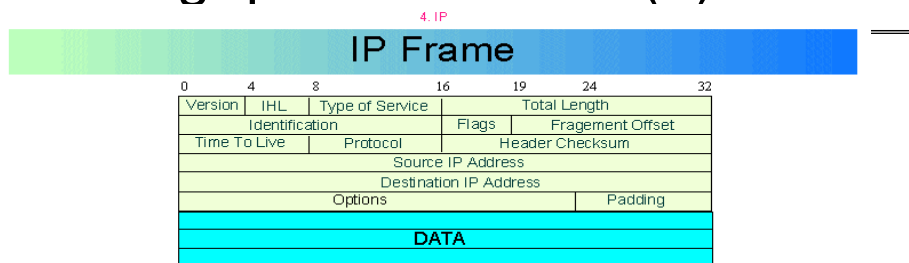 4. IP
IP Frame
0 4 8 16 19 24 32
Version IHL Type of Service Total Length
Identification Flags Fragement Offset
Time To Live Protocol Header Checksum
Source IP Address
Destination IP Address
Options Padding
DATA